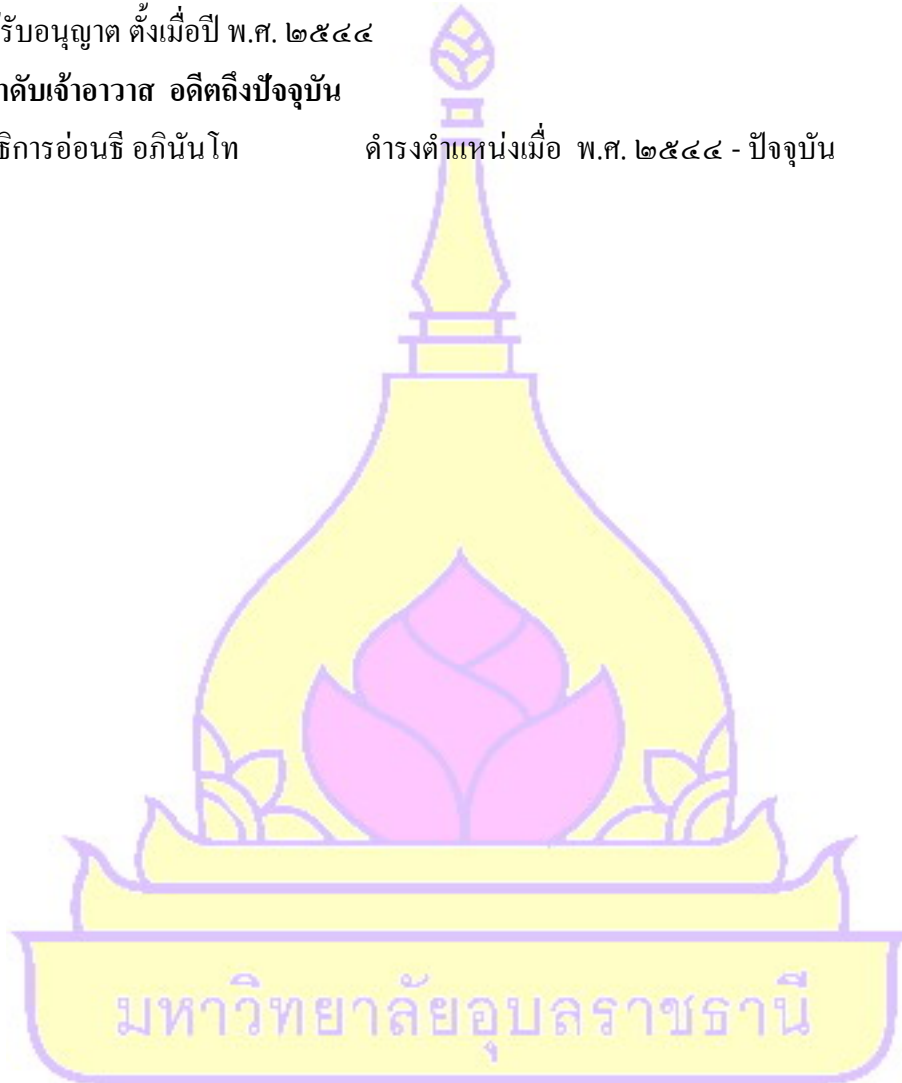 รับอนุญาต ตั้งเมื่อปี พ.ศ. ๒๕๔๔
ลำดับเจ้าอาวาส อดีตถึงปัจจุบัน
ธิการอ่อนธี อภินันโท ดำรงตำแหน่งเมื่อ พ.ศ. ๒๕๔๔ - ปัจจุบัน
มหาวิทยาลัยอุบลราชธานี